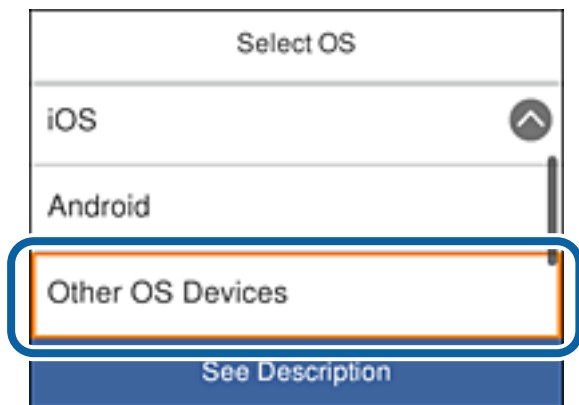 Select OS
iOS
Android
Other OS Devices
See Description